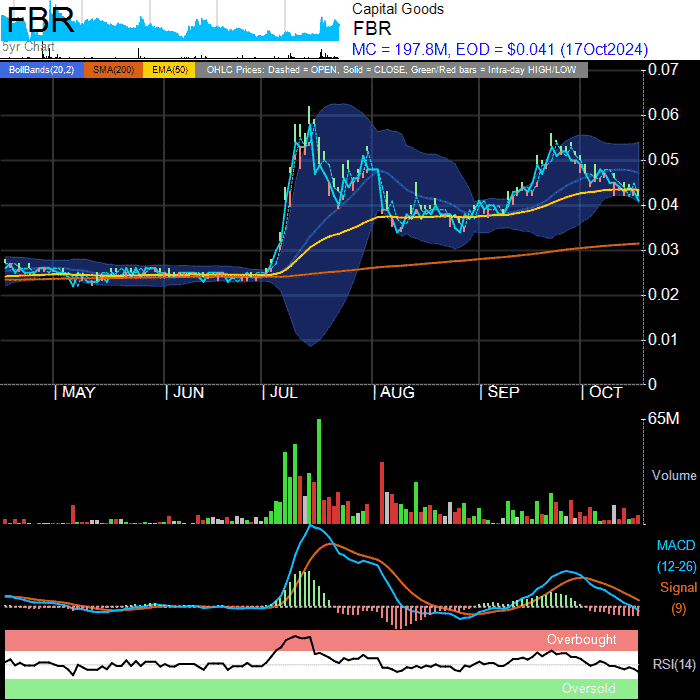 FBR
5yr Chart
Capital Goods
FBR
MC = 197.8M, EOD = $0.041 (17Oct2024)
BollBands(20,2) SMA(200) EMA(50) OHLC Prices: Dashed = OPEN, Solid = CLOSE, Green/Red bars = Intra-day HIGH/LOW
0.07
0.06
0.05
0.04
0.03
0.02
0.01
0
MAY JUN JUL AUG SEP OCT
65M
Volume
MACD
(12-26)
Signal
(9)
Overbought
RSI(14)
Oversold